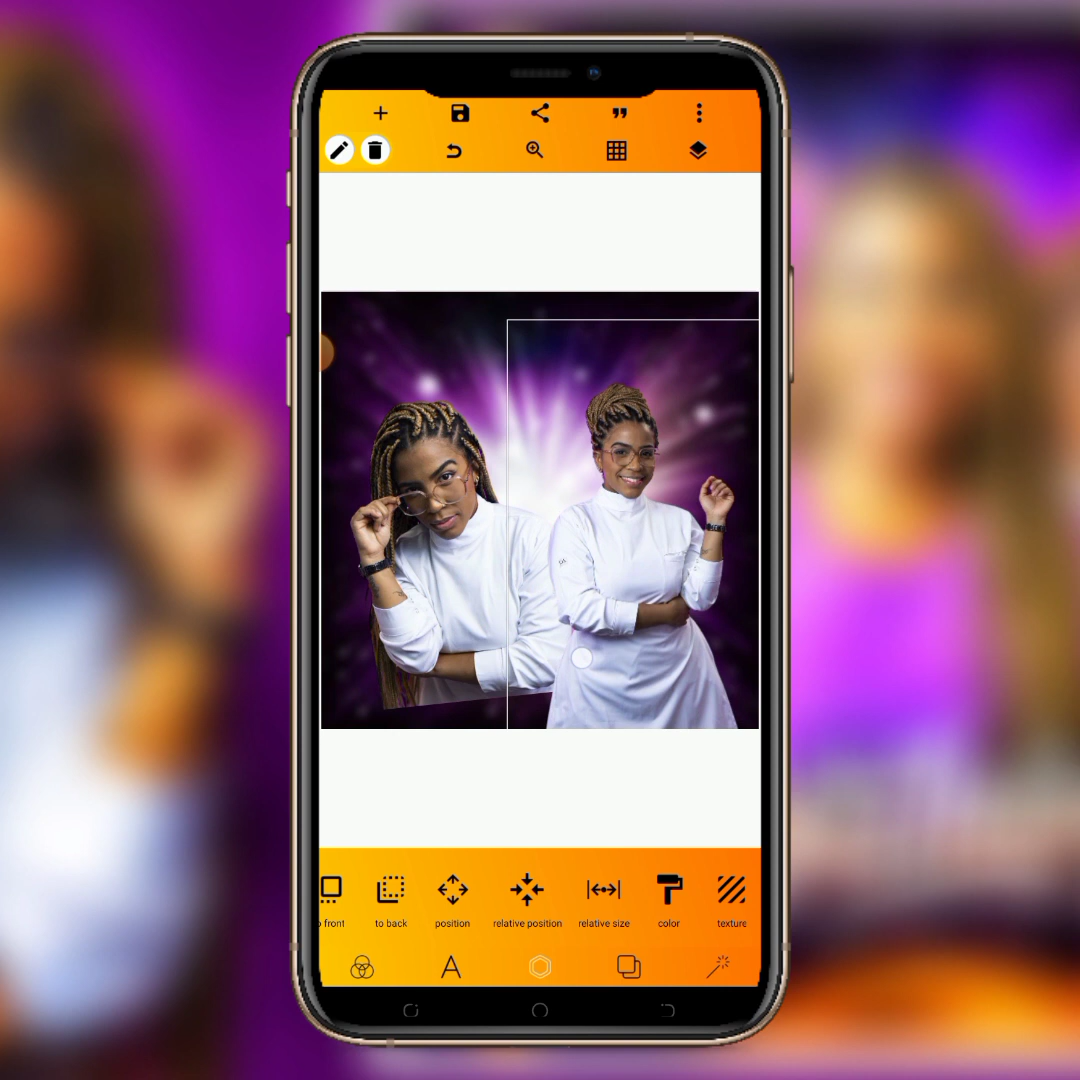 o front
to back
position
relative position
relative size
color
texture